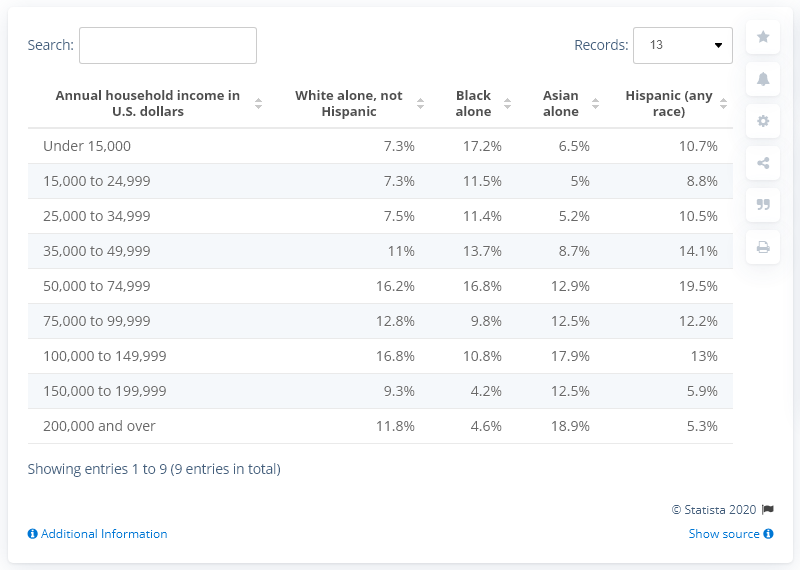 Search:
Records: 13
Annual household income in U.S. dollars White alone, not Hispanic Black alone Asian alone Hispanic (any race)
Under 15,000 7.3% 17.2% 6.5% 10.7%
15,000 to 24,999 7.3% 11.5% 5% 8.8%
25,000 to 34,999 7.5% 11.4% 5.2% 10.5%
35,000 to 49,999 11% 13.7% 8.7% 14.1%
50,000 to 74,999 16.2% 16.8% 12.9% 19.5%
75,000 to 99,999 12.8% 9.8% 12.5% 12.2%
100,000 to 149,999 16.8% 10.8% 17.9% 13%
150,000 to 199,999 9.3% 4.2% 12.5% 5.9%
200,000 and over 11.8% 4.6% 18.9% 5.3%
Showing entries 1 to 9 (9 entries in total)
© Statista 2020
Additional Information
Show source